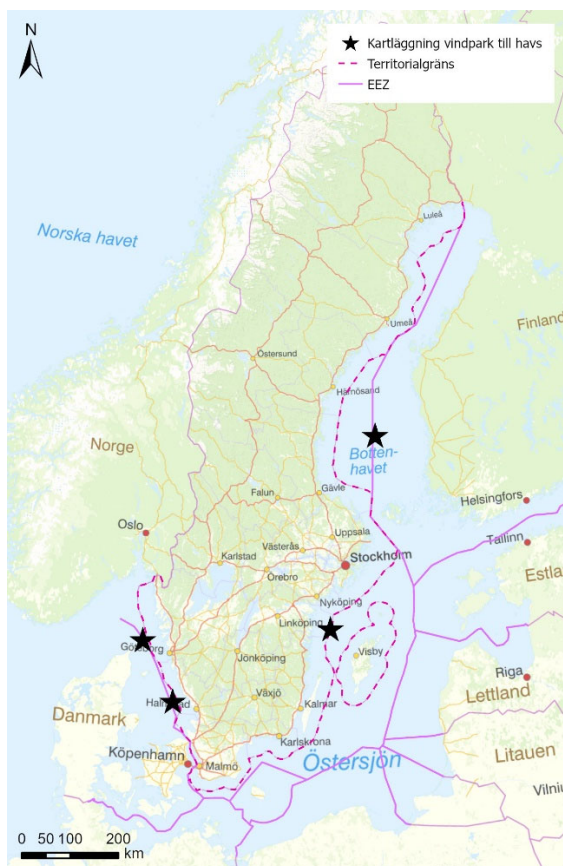 N
Kartläggning vindpark till havs
Territorialgräns
EEZ
Norska havet
Luleå
Umeå
Finland
Östersund
Härnösand
Norge
Botten-
havet
Falun
Gävle
Helsingfors
Oslo
Uppsala
Västerås
Tallinn
Karlstad
Stockholm
Örebro
Estla
Nyköping
Linköping
Göteborg
Visby
Jönköping
Riga
Lettland
Danmark
Växjö
Kalmar
Karlskrona
Köpenhamn
Östersjön
Litauen
Malmö
Vilni
0 50 100 200
km